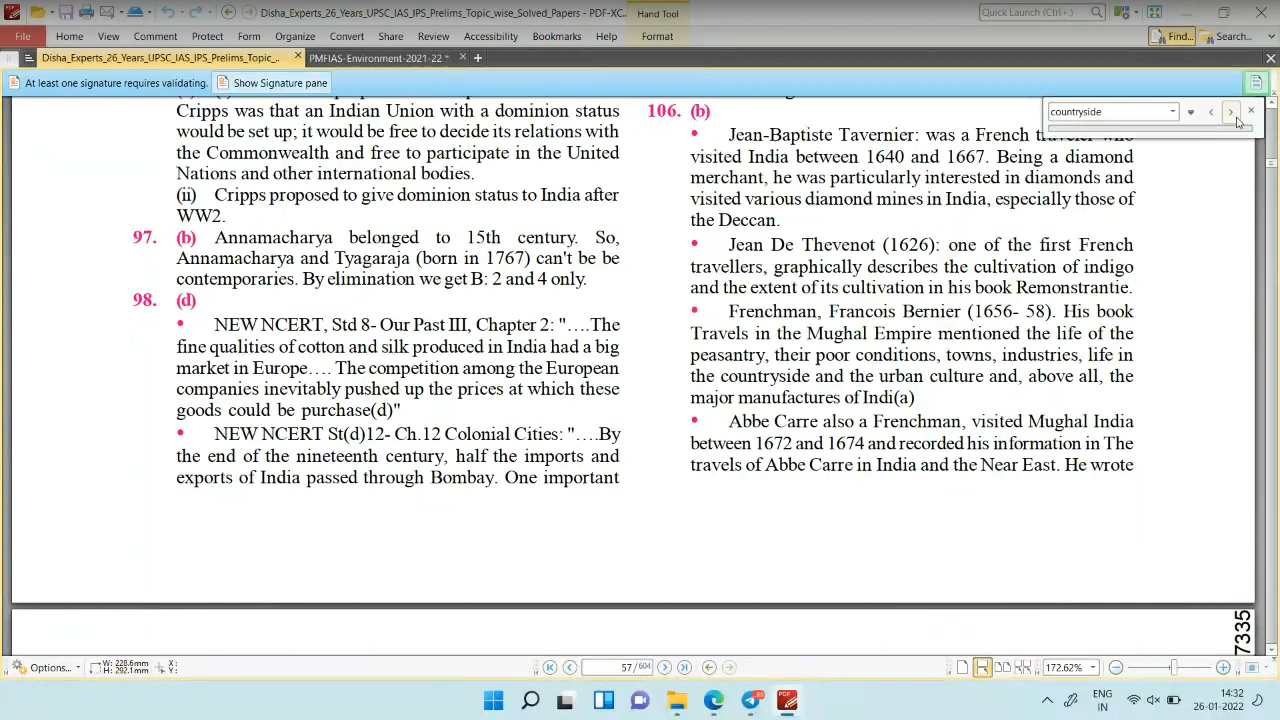 Disha_Experts_26_Years_UPSC_IAS_IPS_Prelims_Topic_wise_Solved_Papers - PDF-XC...
Hand Tool
Quick Launch (Ctrl+.)
File Home View Comment Protect Form Organize Convert Share Review Accessibility Bookmarks Help Format
Find... Search...
Disha_Experts_26_Years_UPSC_IAS_IPS_Prelims_Topic_...
PMFIAS-Environment-2021-22 *
At least one signature requires validating.
Show Signature pane
countryside
Cripps was that an Indian Union with a dominion status
would be set up; it would be free to decide its relations with
the Commonwealth and free to participate in the United
Nations and other international bodies.
(ii) Cripps proposed to give dominion status to India after
WW2.
97. (b) Annamacharya belonged to 15th century. So,
Annamacharya and Tyagaraja (born in 1767) can't be be
contemporaries. By elimination we get B: 2 and 4 only.
98. (d)
• NEW NCERT, Std 8- Our Past III, Chapter 2: "….The
fine qualities of cotton and silk produced in India had a big
market in Europe…. The competition among the European
companies inevitably pushed up the prices at which these
goods could be purchase(d)"
• NEW NCERT St(d)12- Ch.12 Colonial Cities: "….By
the end of the nineteenth century, half the imports and
exports of India passed through Bombay. One important
106. (b)
• Jean-Baptiste Tavernier: was a French traveler who
visited India between 1640 and 1667. Being a diamond
merchant, he was particularly interested in diamonds and
visited various diamond mines in India, especially those of
the Deccan.
• Jean De Thevenot (1626): one of the first French
travellers, graphically describes the cultivation of indigo
and the extent of its cultivation in his book Remonstrantie.
• Frenchman, Francois Bernier (1656- 58). His book
Travels in the Mughal Empire mentioned the life of the
peasantry, their poor conditions, towns, industries, life in
the countryside and the urban culture and, above all, the
major manufactures of Indi(a)
• Abbe Carre also a Frenchman, visited Mughal India
between 1672 and 1674 and recorded his information in The
travels of Abbe Carre in India and the Near East. He wrote
7335
Options...
W: 228.6mm
H: 292.1mm
X:
Y:
57 / 604
172.62%
88
ENG
IN
14:32
26-01-2022